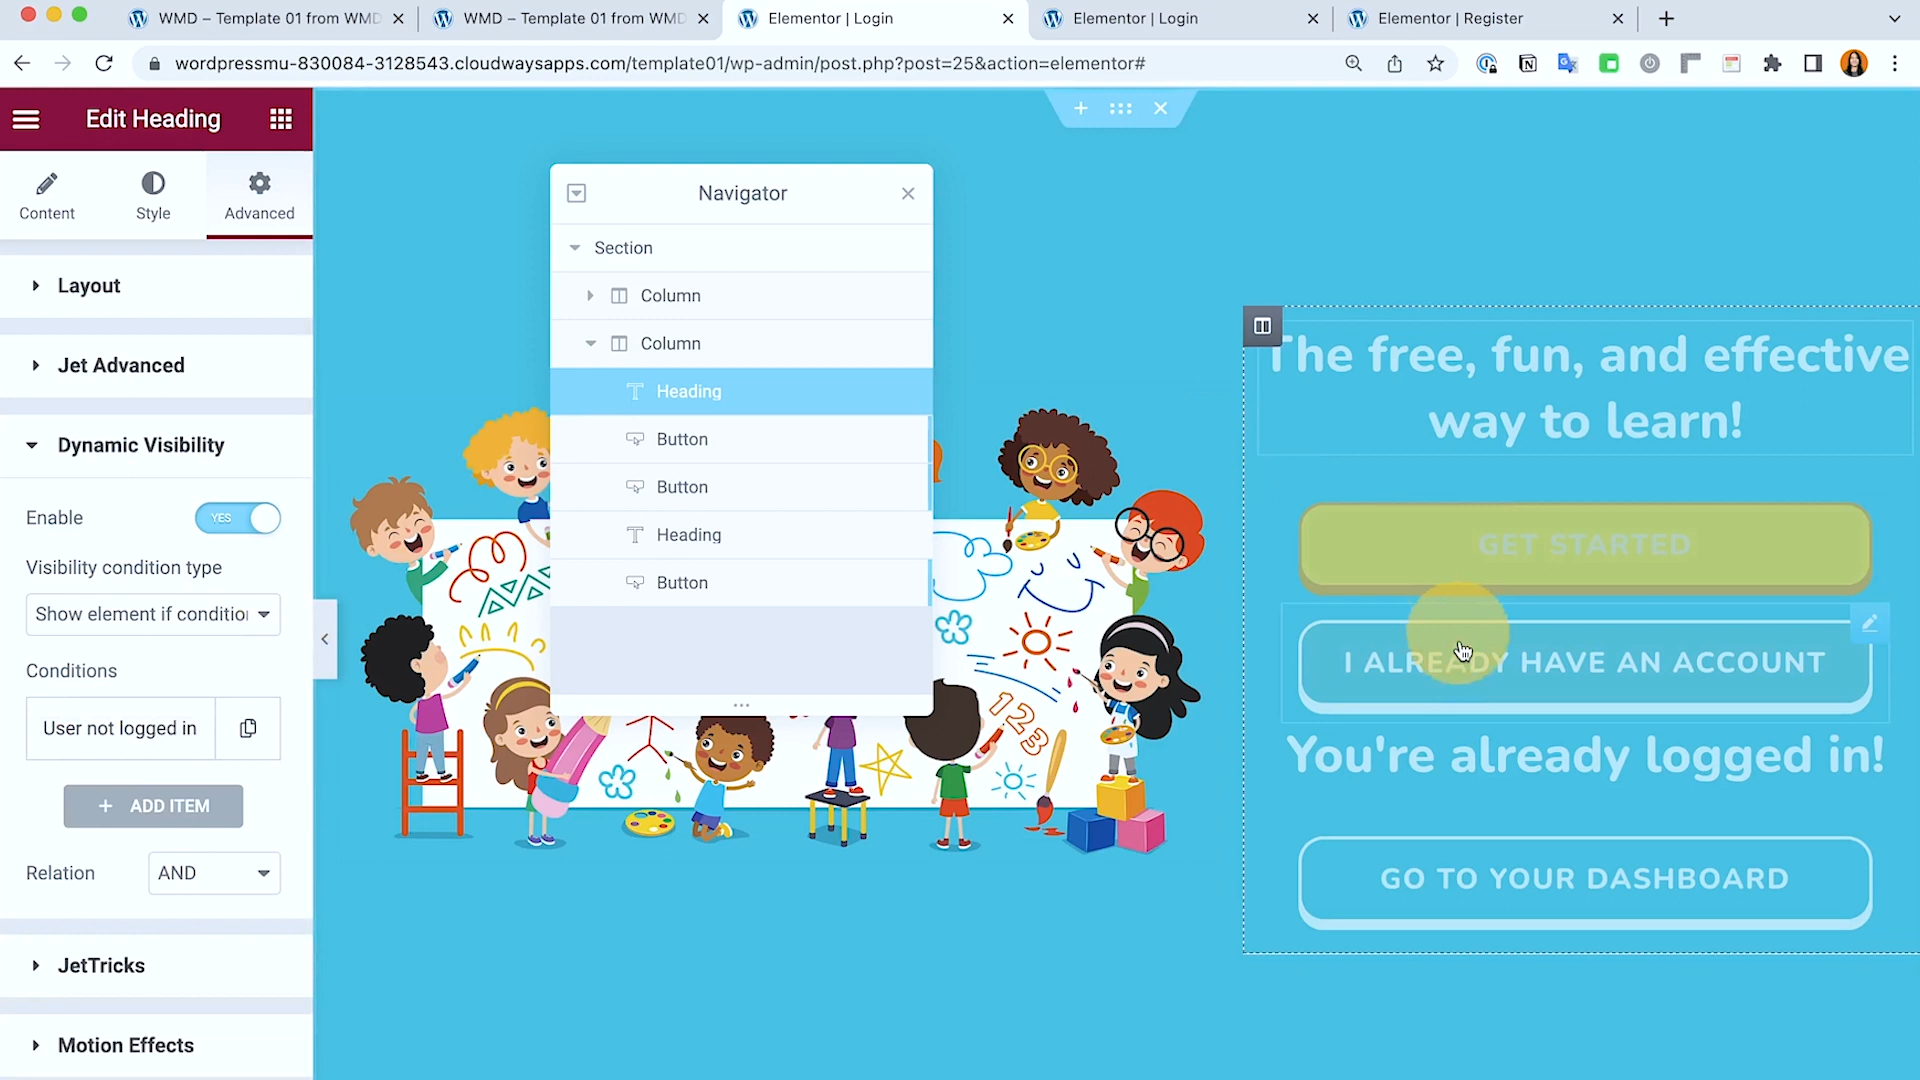 WMD – Template 01 from WMD
WMD – Template 01 from WMD
Elementor | Login
Elementor | Login
Elementor | Register
wordpressmu-830084-3128543.cloudwaysapps.com/template01/wp-admin/post.php?post=25&action=elementor#
Edit Heading
Content
Style
Advanced
Layout
Jet Advanced
Dynamic Visibility
Enable
YES
Visibility condition type
Show element if condition
Conditions
User not logged in
+ ADD ITEM
Relation
AND
JetTricks
Motion Effects
Navigator
Section
Column
Column
Heading
Button
Button
Heading
Button
123
The free, fun, and effective
way to learn!
GET STARTED
I ALREADY HAVE AN ACCOUNT
You're already logged in!
GO TO YOUR DASHBOARD